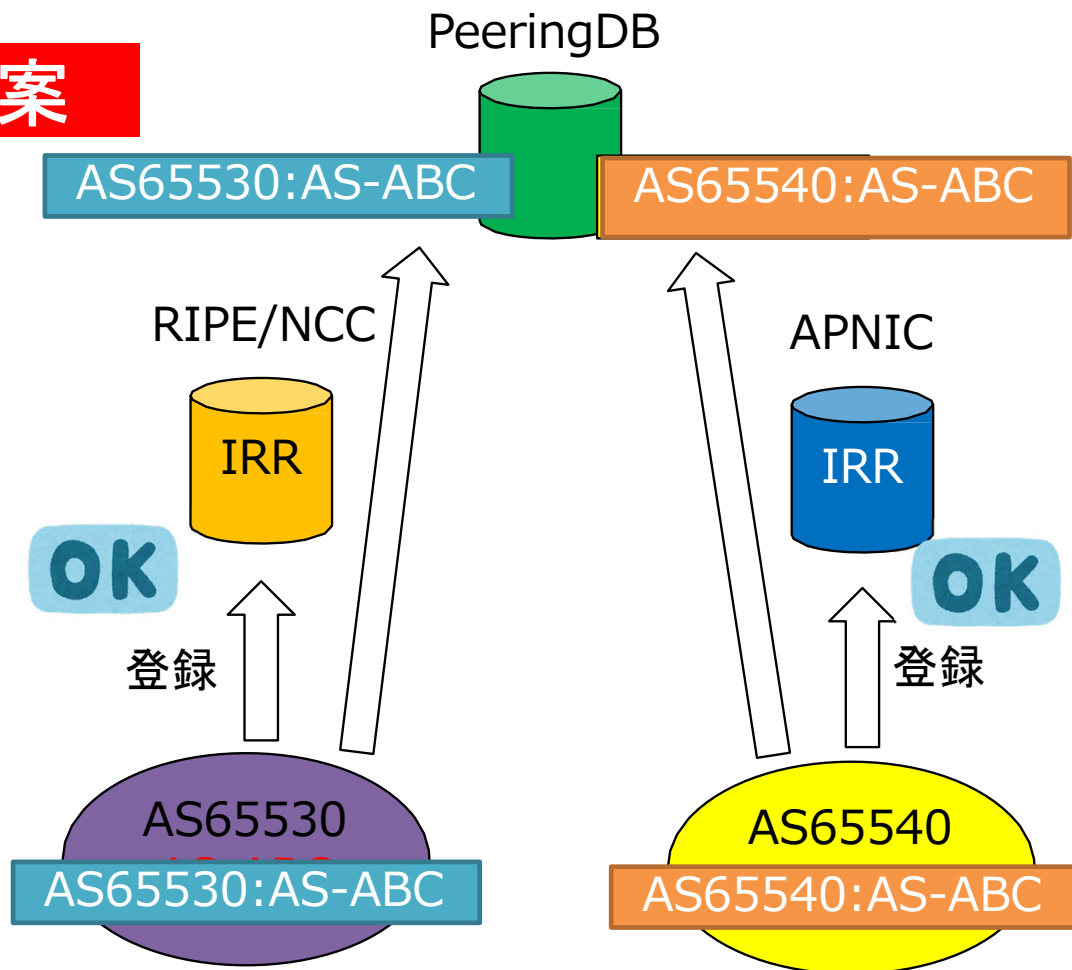 PeeringDB
案
AS65530:AS-ABC
AS65540:AS-ABC
RIPE/NCC
APNIC
IRR
IRR
OK
OK
登録
登録
AS65530
AS65540
AS65530:AS-ABC
AS65540:AS-ABC